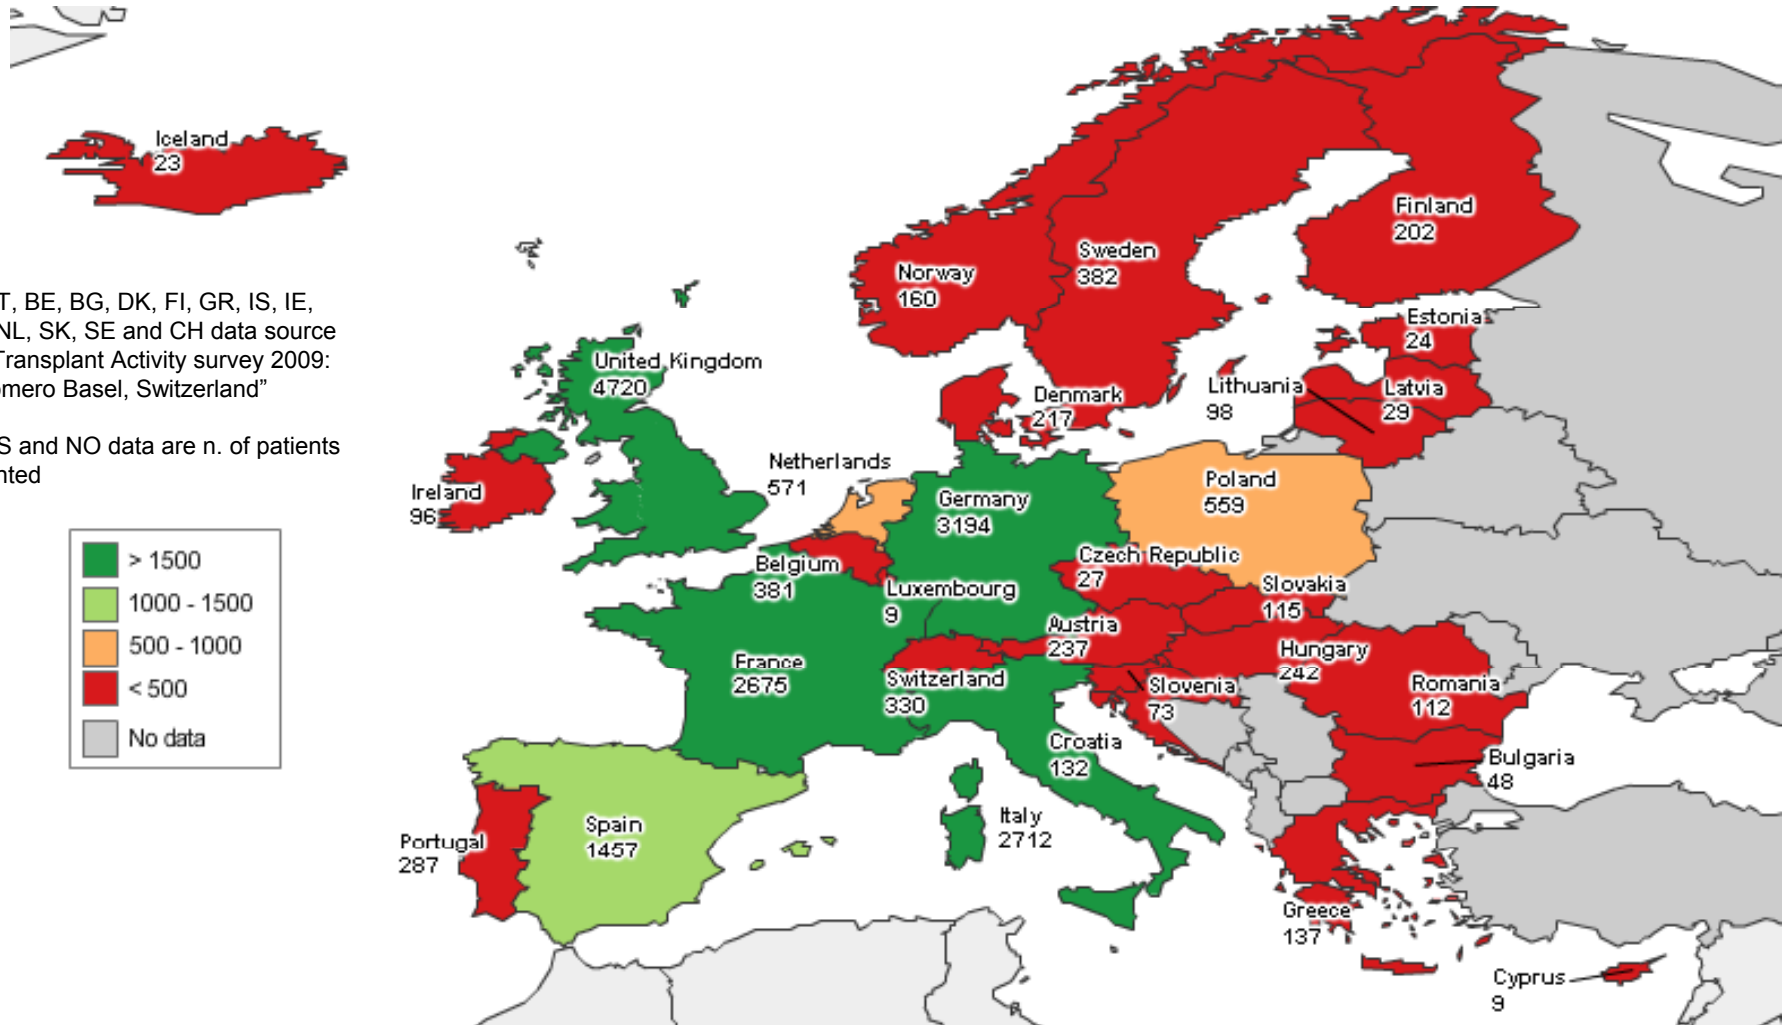 Iceland
23
T, BE, BG, DK, FI, GR, IS, IE,
NL, SK, SE and CH data source
Transplant Activity survey 2009:
mero Basel, Switzerland”
S and NO data are n. of patients
nted
> 1500
1000 - 1500
500 - 1000
< 500
No data
Norway
160
Sweden
382
Finland
202
Estonia
24
Latvia
29
Lithuania
98
Denmark
217
United Kingdom
4720
Ireland
96
Netherlands
571
Germany
3194
Poland
559
Belgium
381
Luxembourg
9
Czech Republic
27
Slovakia
115
Austria
237
Hungary
242
France
2675
Switzerland
330
Slovenia
73
Romania
112
Croatia
132
Bulgaria
48
Italy
2712
Spain
1457
Portugal
287
Greece
137
Cyprus
9